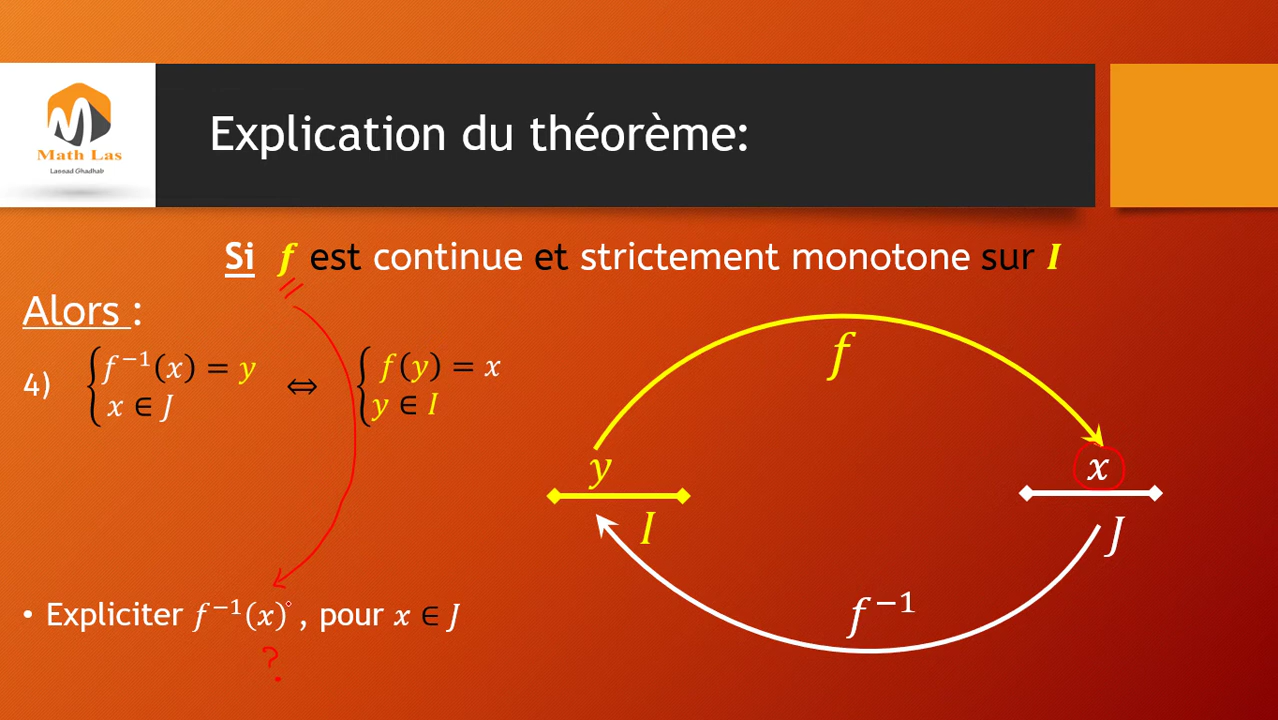 Math Las
Lassad Ghadhab
Explication du théorème:
Si f est continue et strictement monotone sur I
Alors :
4) { f⁻¹(x) = y ⇔ { f(y) = x
x ∈ J y ∈ I
f
y x
I J
f⁻¹
• Expliciter f⁻¹(x)°, pour x ∈ J
?